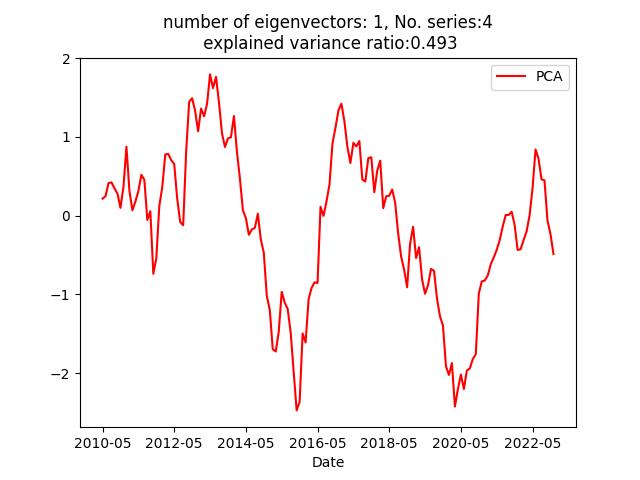 number of eigenvectors: 1, No. series:4
explained variance ratio:0.493
PCA
2
1
0
−1
−2
2010-05 2012-05 2014-05 2016-05 2018-05 2020-05 2022-05
Date